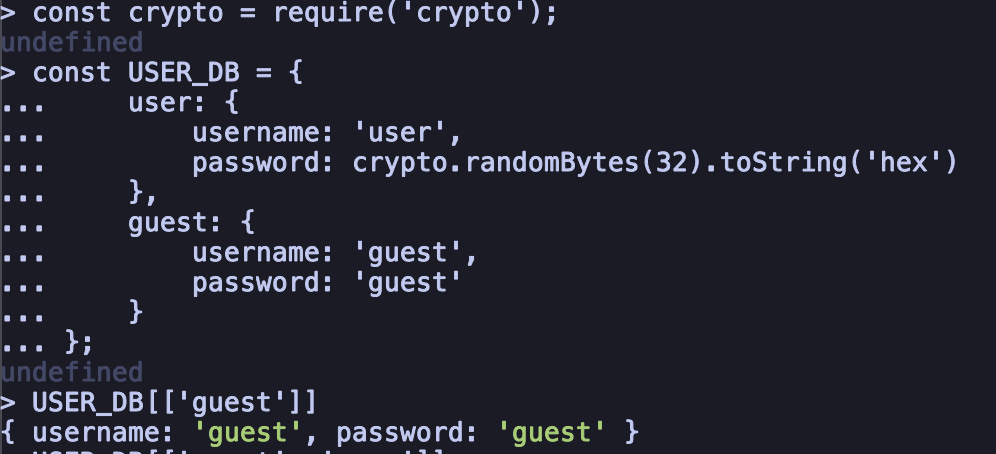 > const crypto = require('crypto');
undefined
> const USER_DB = {
...     user: {
...         username: 'user',
...         password: crypto.randomBytes(32).toString('hex')
...     },
...     guest: {
...         username: 'guest',
...         password: 'guest'
...     }
... };
undefined
> USER_DB[['guest']]
{ username: 'guest', password: 'guest' }